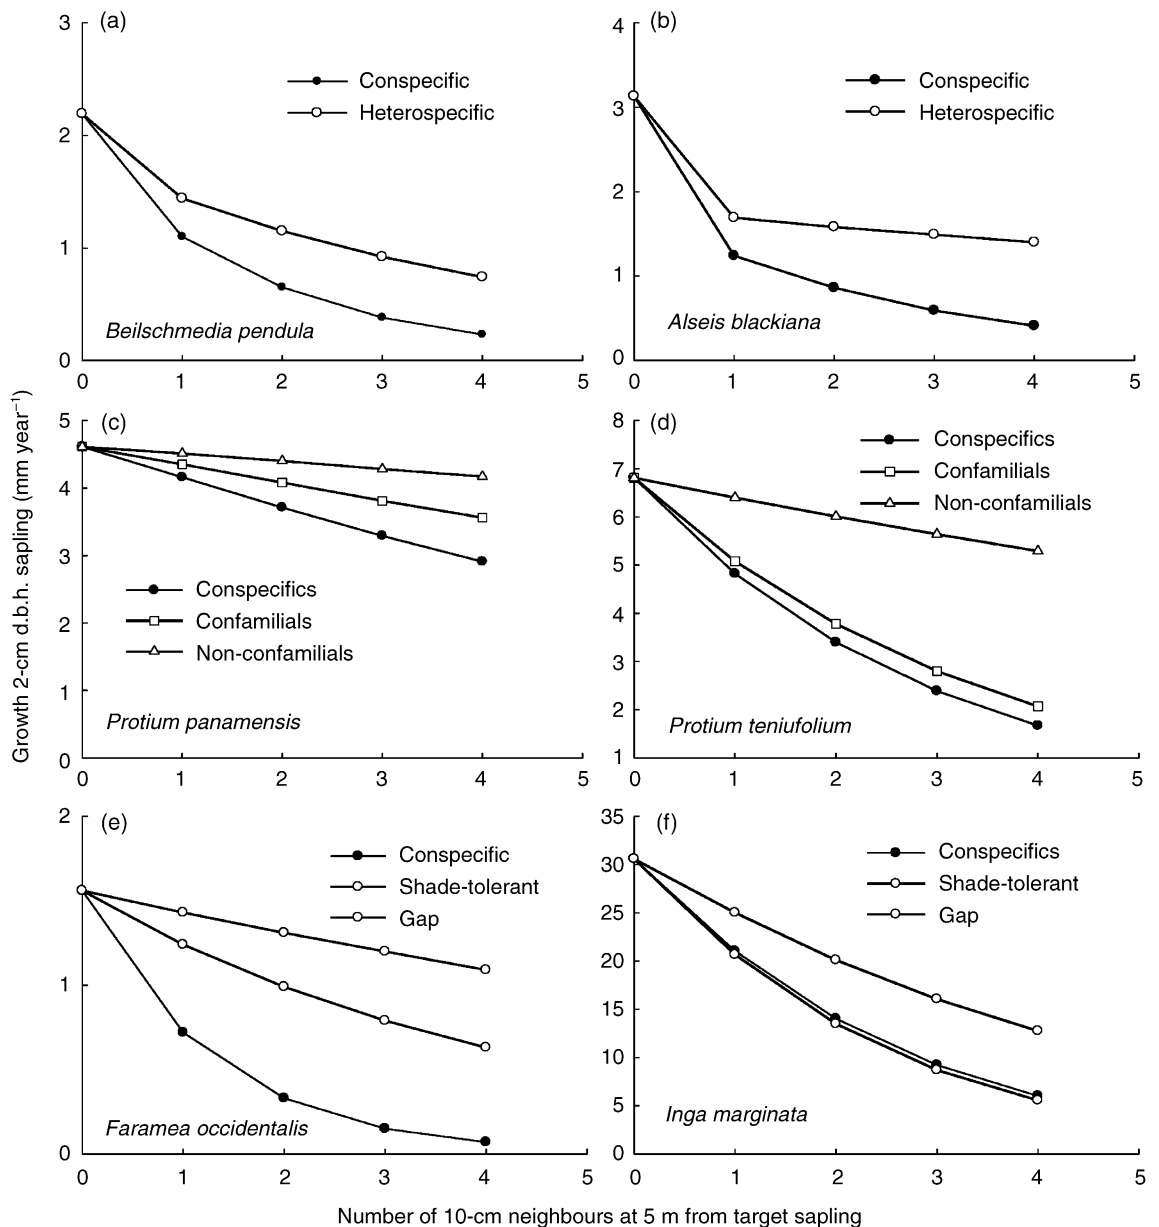 (a)
3
2
1
0
0 1 2 3 4 5
Conspecific
Heterospecific
Beilschmedia pendula
(b)
4
3
2
1
0
0 1 2 3 4 5
Conspecific
Heterospecific
Alseis blackiana
(c)
5
4
3
2
1
0
0 1 2 3 4 5
Conspecifics
Confamilials
Non-confamilials
Protium panamensis
(d)
8
7
6
5
4
3
2
1
0 1 2 3 4 5
Conspecifics
Confamilials
Non-confamilials
Protium teniufolium
(e)
2
1
0
0 1 2 3 4 5
Conspecific
Shade-tolerant
Gap
Faramea occidentalis
(f)
35
30
25
20
15
10
5
0
0 1 2 3 4 5
Conspecifics
Shade-tolerant
Gap
Inga marginata
Growth 2-cm d.b.h. sapling (mm year⁻¹)
Number of 10-cm neighbours at 5 m from target sapling